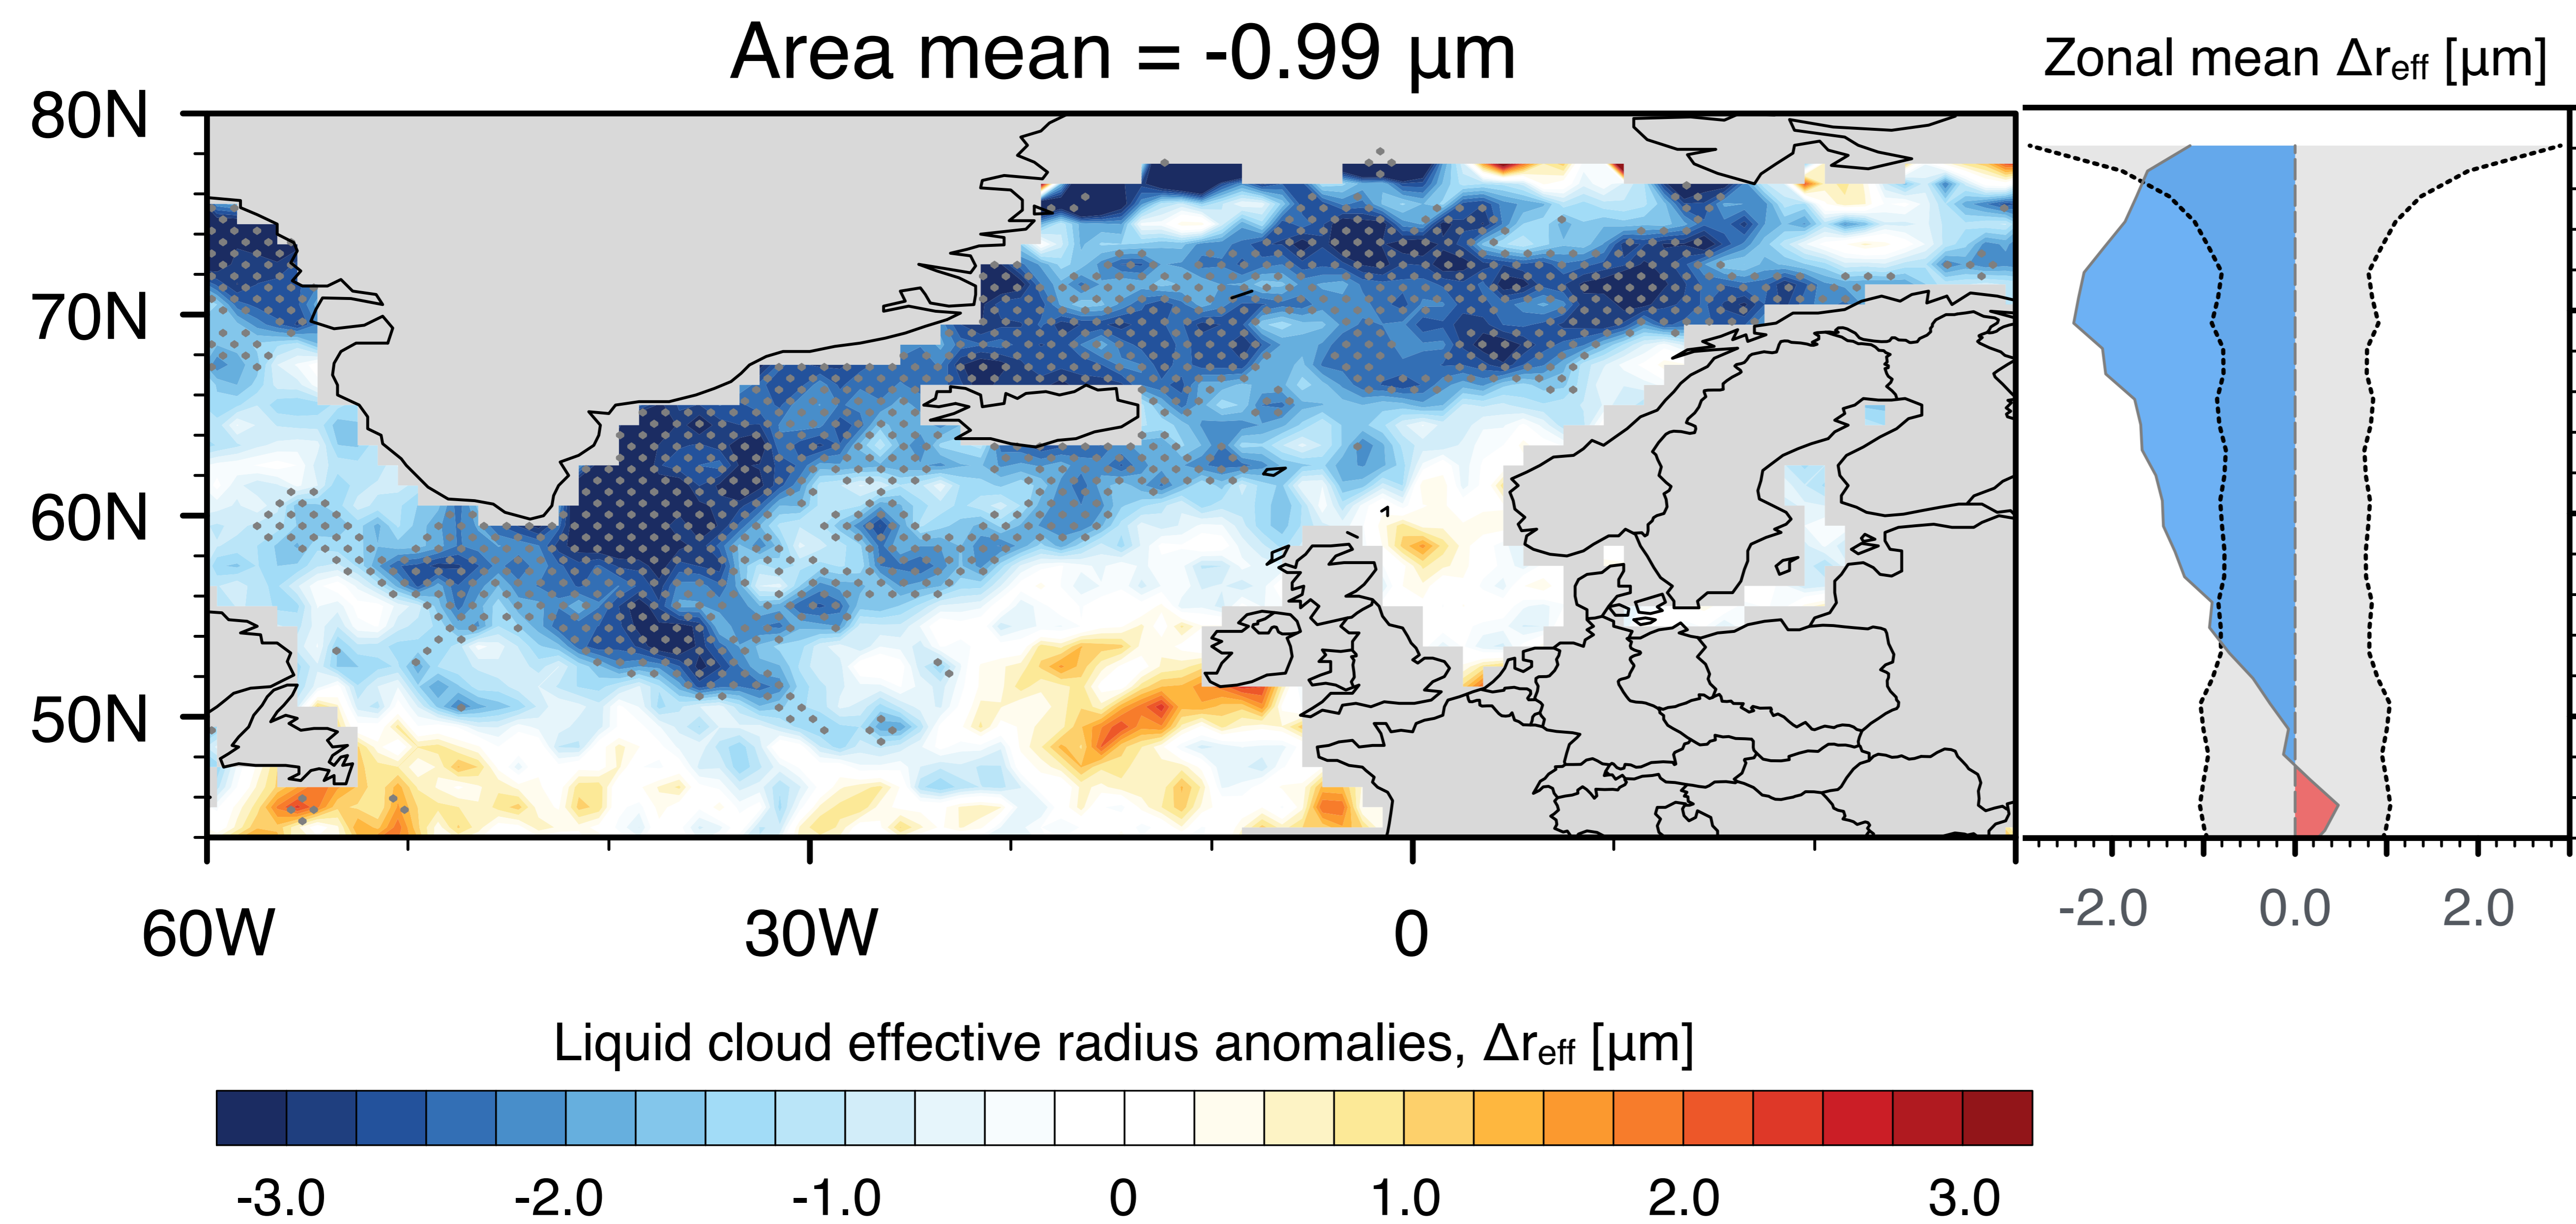 Area mean = -0.99 µm
Zonal mean Δreff [µm]
80N
70N
60N
50N
60W 30W 0
-2.0 0.0 2.0
Liquid cloud effective radius anomalies, Δreff [µm]
-3.0 -2.0 -1.0 0 1.0 2.0 3.0